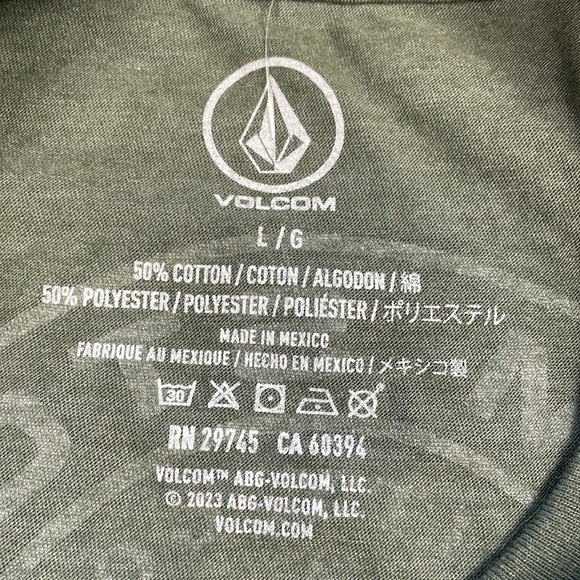 VOLCOM
L / G
50% COTTON / COTON / ALGODON / 綿
50% POLYESTER / POLYESTER / POLIÉSTER / ポリエステル
MADE IN MEXICO
FABRIQUE AU MEXIQUE / HECHO EN MEXICO / メキシコ製
30
RN 29745 CA 60394
VOLCOM™ ABG-VOLCOM, LLC.
© 2023 ABG-VOLCOM, LLC.
VOLCOM.COM